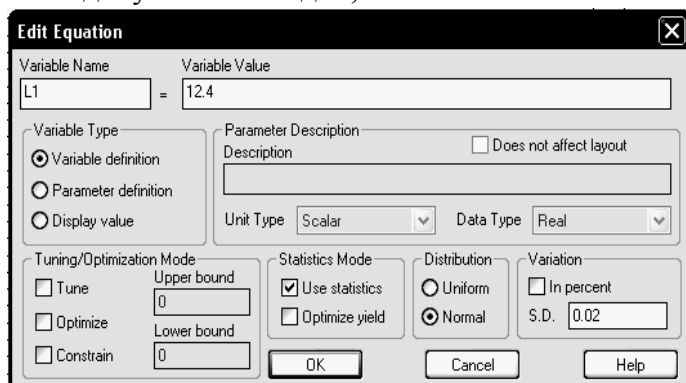 Edit Equation
Variable Name Variable Value
L1 = 12.4
Variable Type Parameter Description
Variable definition Description Does not affect layout
Parameter definition
Display value Unit Type Scalar Data Type Real
Tuning/Optimization Mode Statistics Mode Distribution Variation
Tune Upper bound Use statistics Uniform In percent
0
Optimize Optimize yield Normal S.D. 0.02
Lower bound
Constrain 0 OK Cancel Help